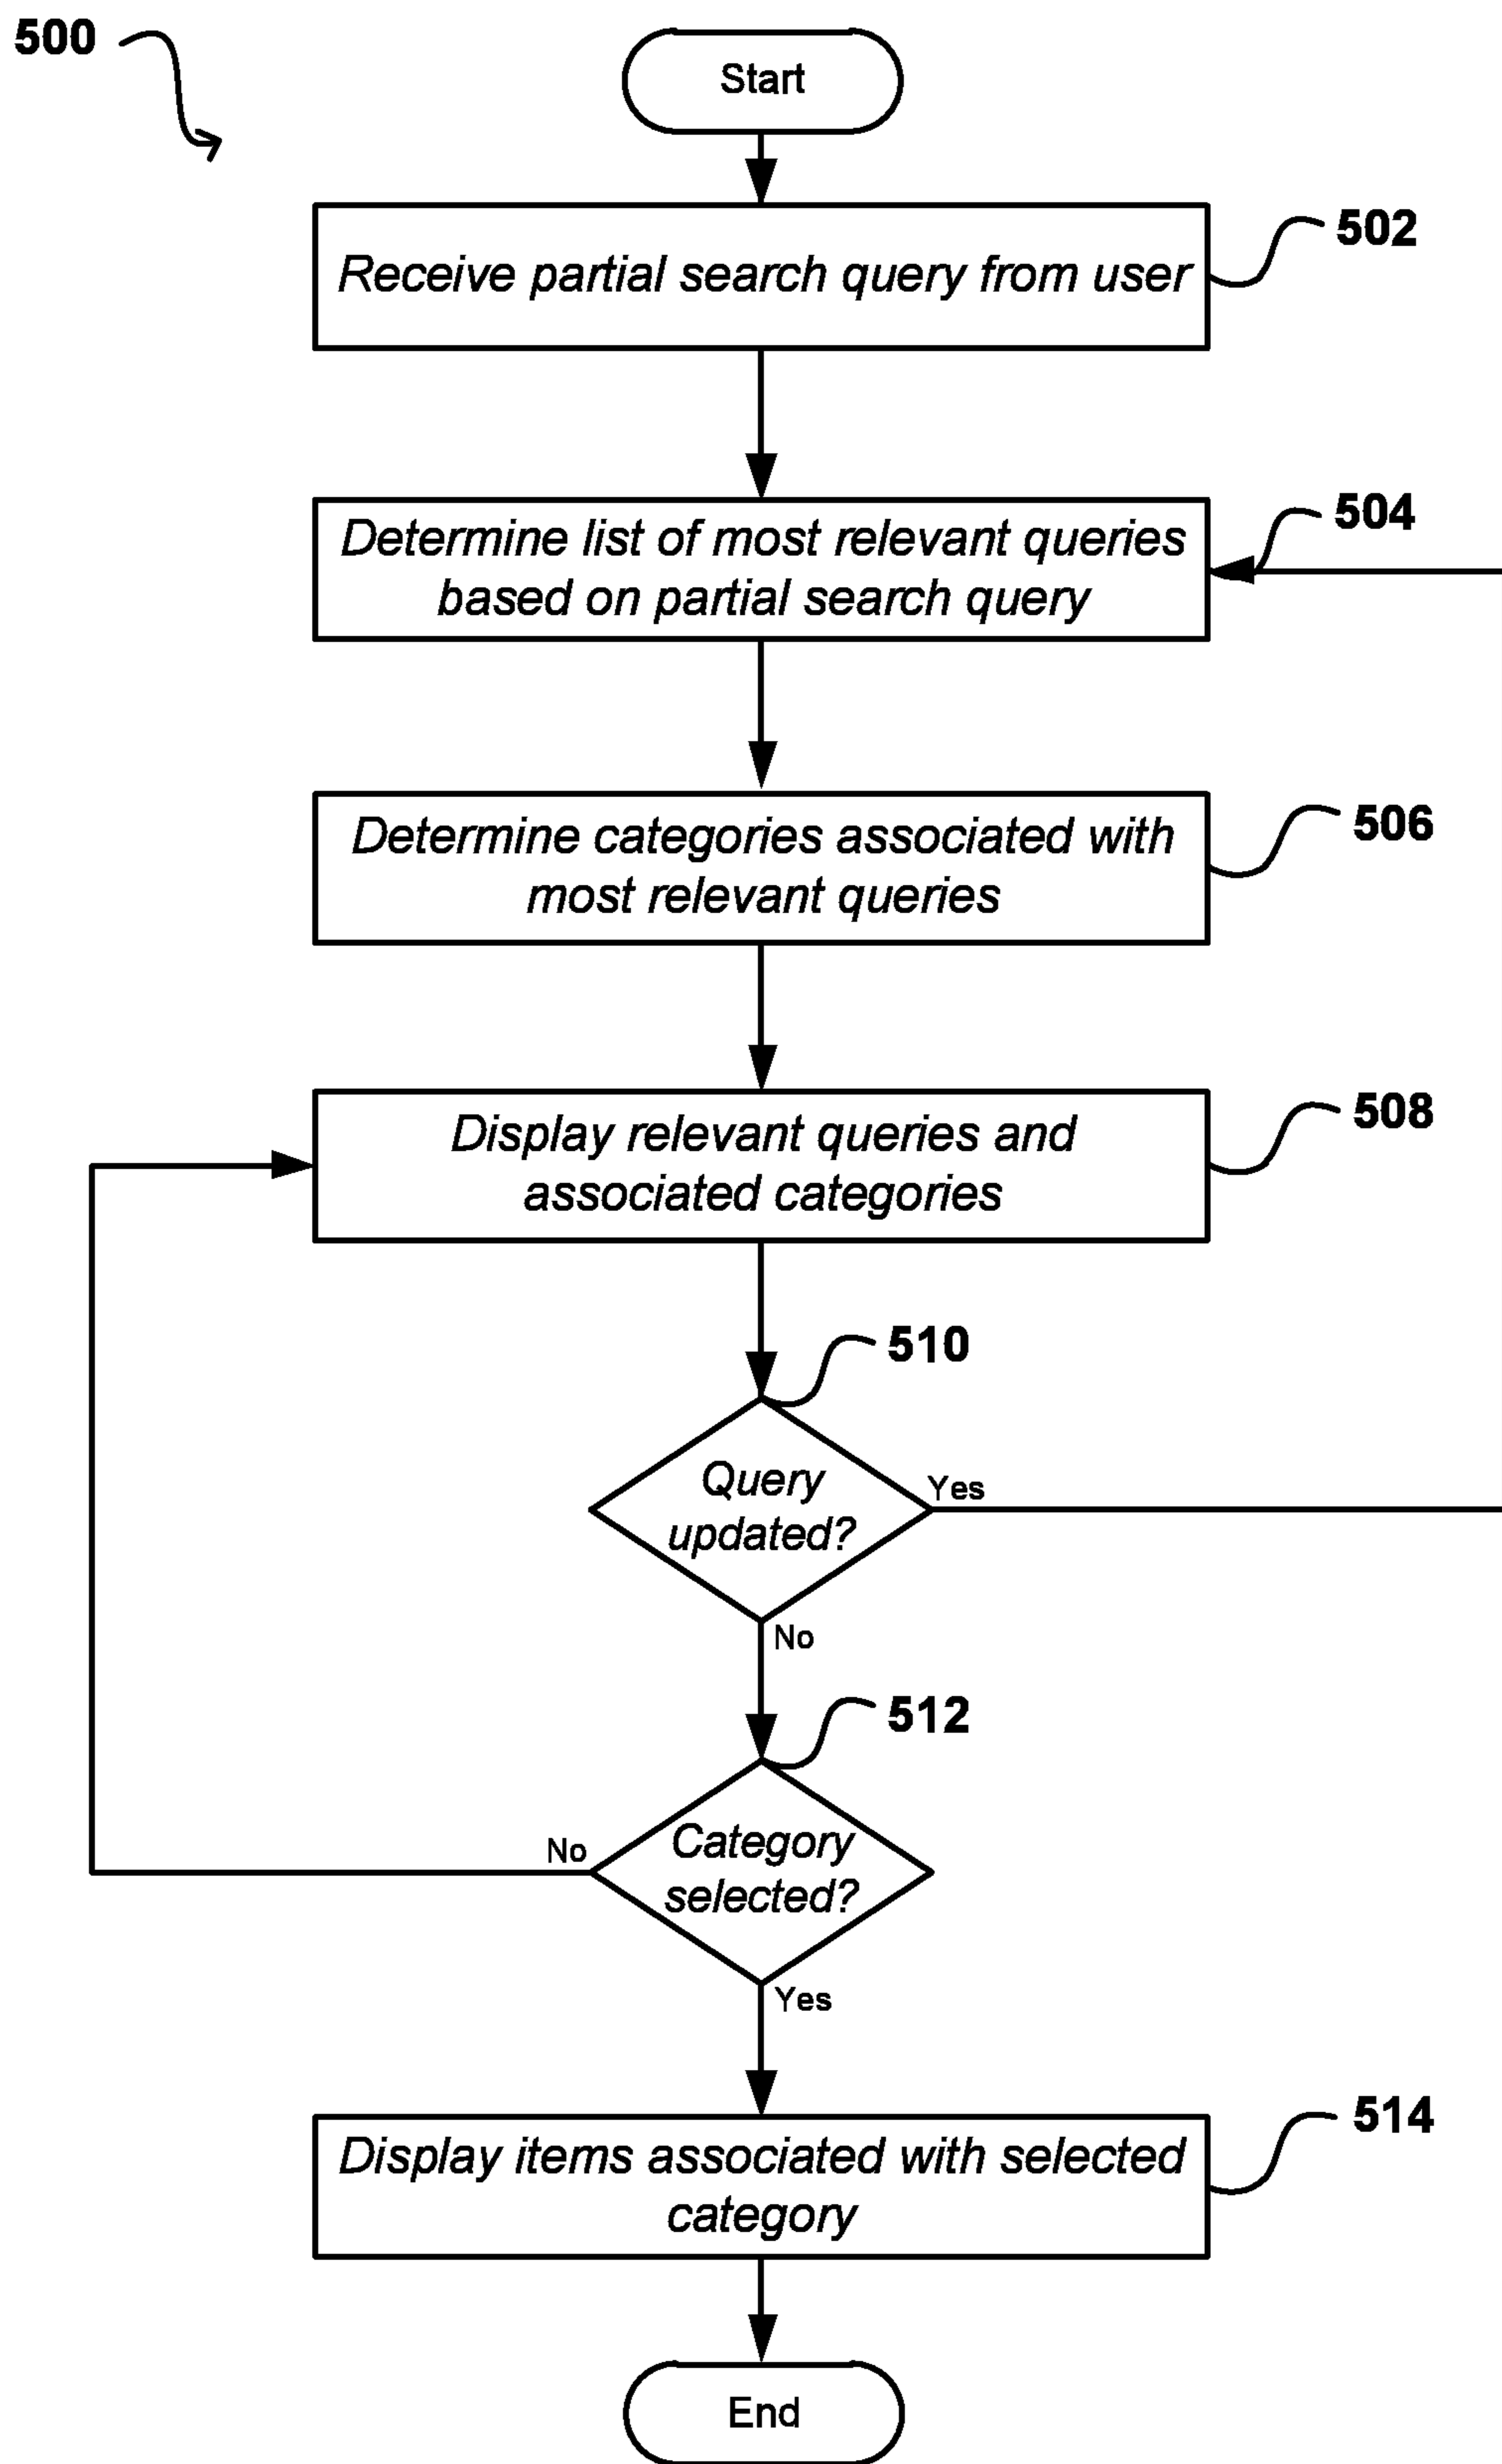 500
Start
502
Receive partial search query from user
504
Determine list of most relevant queries
based on partial search query
506
Determine categories associated with
most relevant queries
508
Display relevant queries and
associated categories
510
Query
updated?
Yes
No
512
Category
selected?
No
Yes
514
Display items associated with selected
category
End